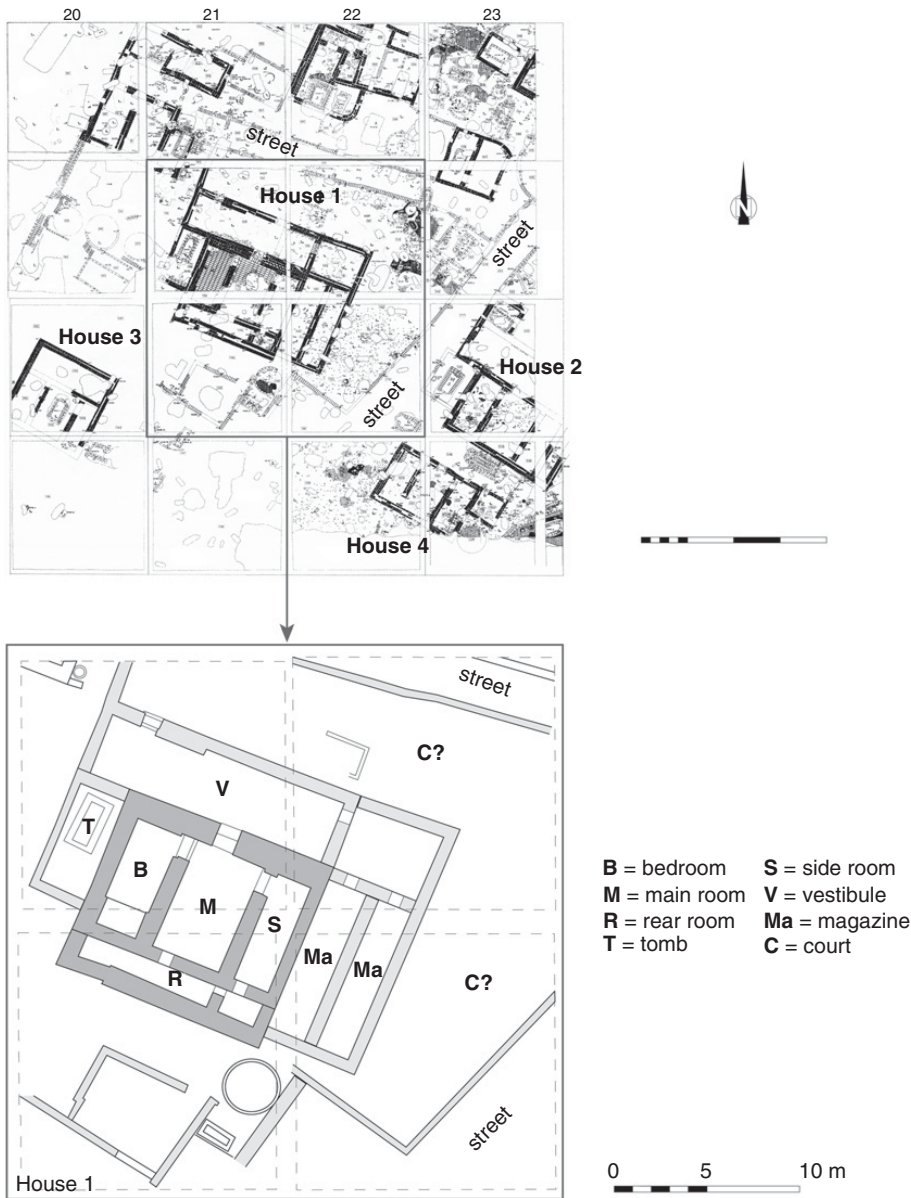 20 21 22 23
street
House 1
street
House 3
House 2
street
House 4
N
street
C?
V
T
B
M
S
Ma
Ma
C?
R
street
House 1
B = bedroom S = side room
M = main room V = vestibule
R = rear room Ma = magazine
T = tomb C = court
0 5 10 m